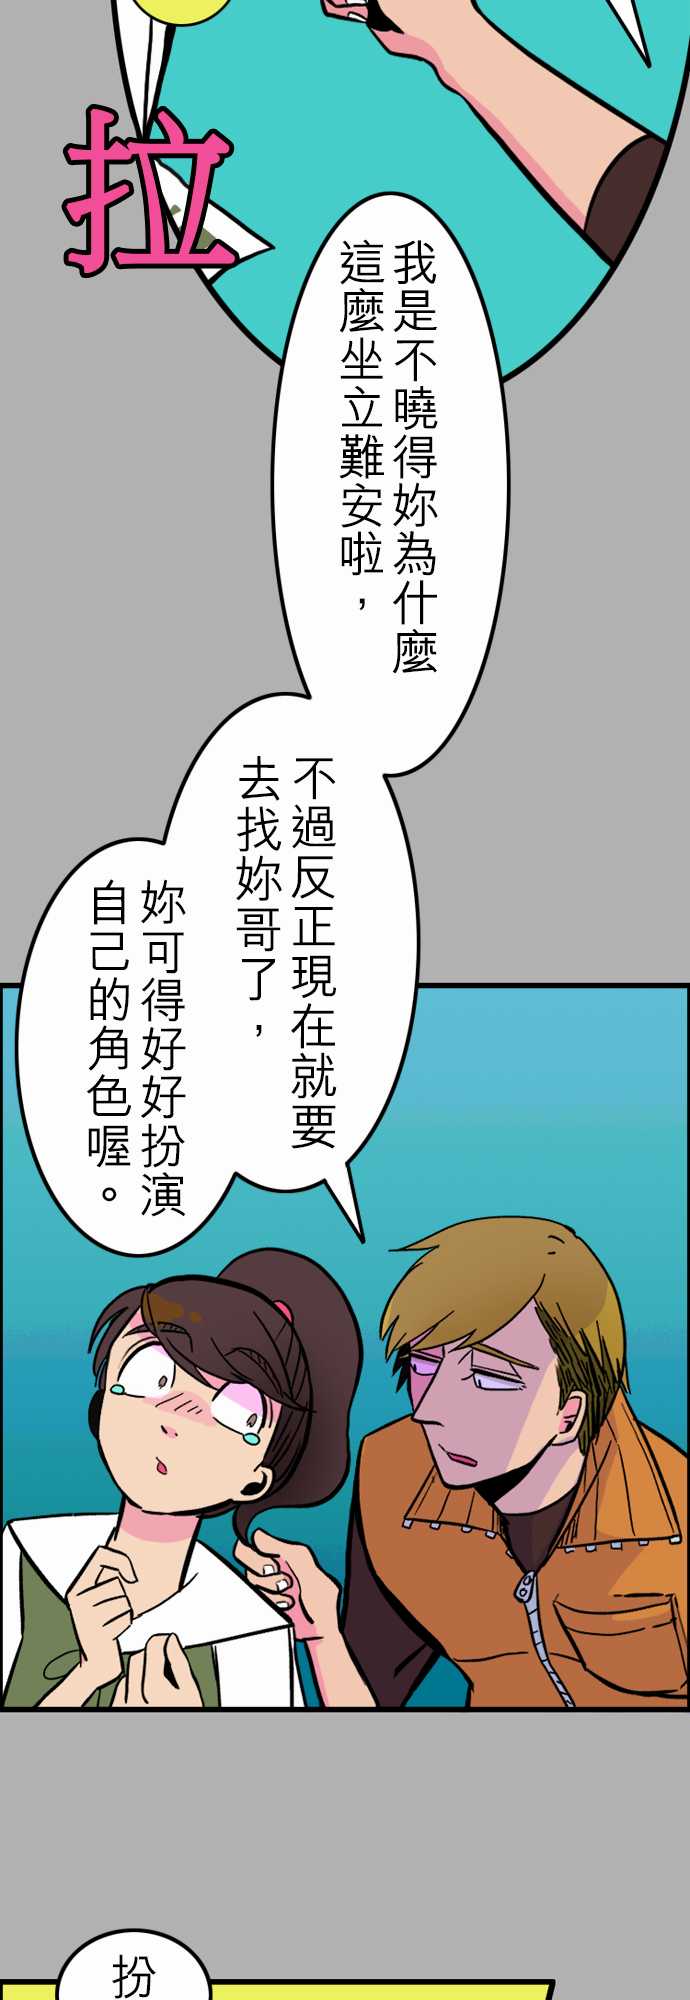 拉
我是不曉得妳為什麼
這麼坐立難安啦，
不過反正現在就要
去找妳哥了，
妳可得好好扮演
自己的角色喔。
扮